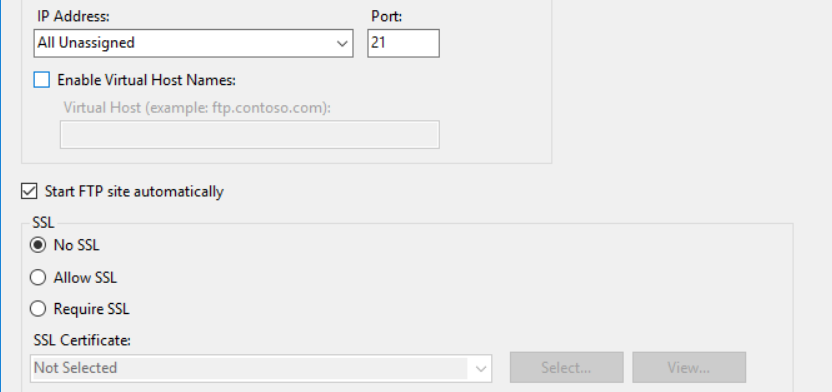 IP Address: Port:
All Unassigned 21
Enable Virtual Host Names:
Virtual Host (example: ftp.contoso.com):
Start FTP site automatically
SSL
No SSL
Allow SSL
Require SSL
SSL Certificate:
Not Selected Select... View...